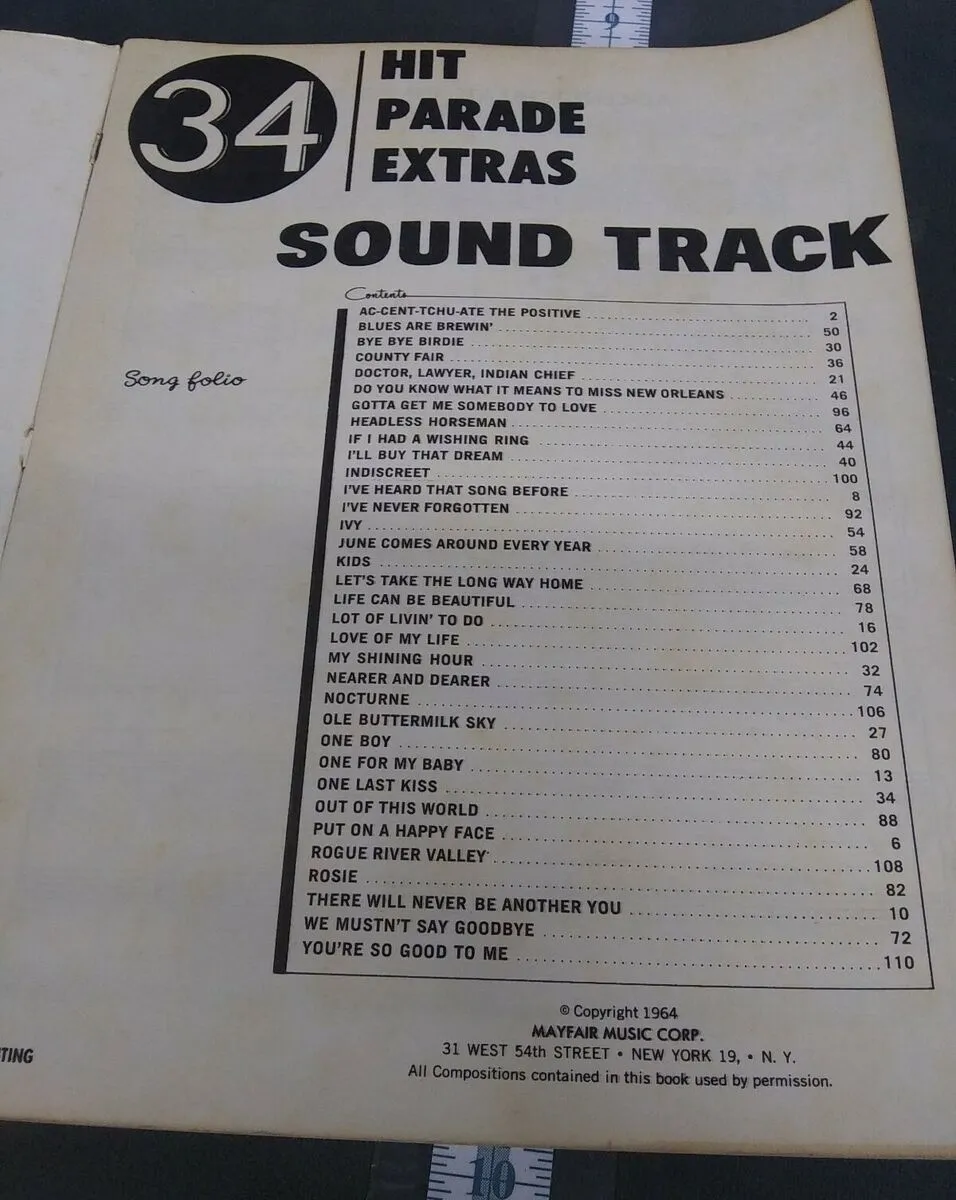 9
34
HIT
PARADE
EXTRAS
SOUND TRACK
Contents
Song folio
AC-CENT-TCHU-ATE THE POSITIVE 2
BLUES ARE BREWIN' 50
BYE BYE BIRDIE 30
COUNTY FAIR 36
DOCTOR, LAWYER, INDIAN CHIEF 21
DO YOU KNOW WHAT IT MEANS TO MISS NEW ORLEANS 46
GOTTA GET ME SOMEBODY TO LOVE 96
HEADLESS HORSEMAN 64
IF I HAD A WISHING RING 44
I'LL BUY THAT DREAM 40
INDISCREET 100
I'VE HEARD THAT SONG BEFORE 8
I'VE NEVER FORGOTTEN 92
IVY 54
JUNE COMES AROUND EVERY YEAR 58
KIDS 24
LET'S TAKE THE LONG WAY HOME 68
LIFE CAN BE BEAUTIFUL 78
LOT OF LIVIN' TO DO 16
LOVE OF MY LIFE 102
MY SHINING HOUR 32
NEARER AND DEARER 74
NOCTURNE 106
OLE BUTTERMILK SKY 27
ONE BOY 80
ONE FOR MY BABY 13
ONE LAST KISS 34
OUT OF THIS WORLD 88
PUT ON A HAPPY FACE 6
ROGUE RIVER VALLEY 108
ROSIE 82
THERE WILL NEVER BE ANOTHER YOU 10
WE MUSTN'T SAY GOODBYE 72
YOU'RE SO GOOD TO ME 110
© Copyright 1964
MAYFAIR MUSIC CORP.
31 WEST 54th STREET • NEW YORK 19, • N. Y.
All Compositions contained in this book used by permission.
TING
10